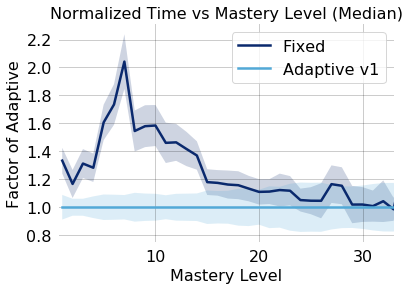 Normalized Time vs Mastery Level (Median)
Factor of Adaptive
2.2
2.0
1.8
1.6
1.4
1.2
1.0
0.8
Fixed
Adaptive v1
10
20
30
Mastery Level